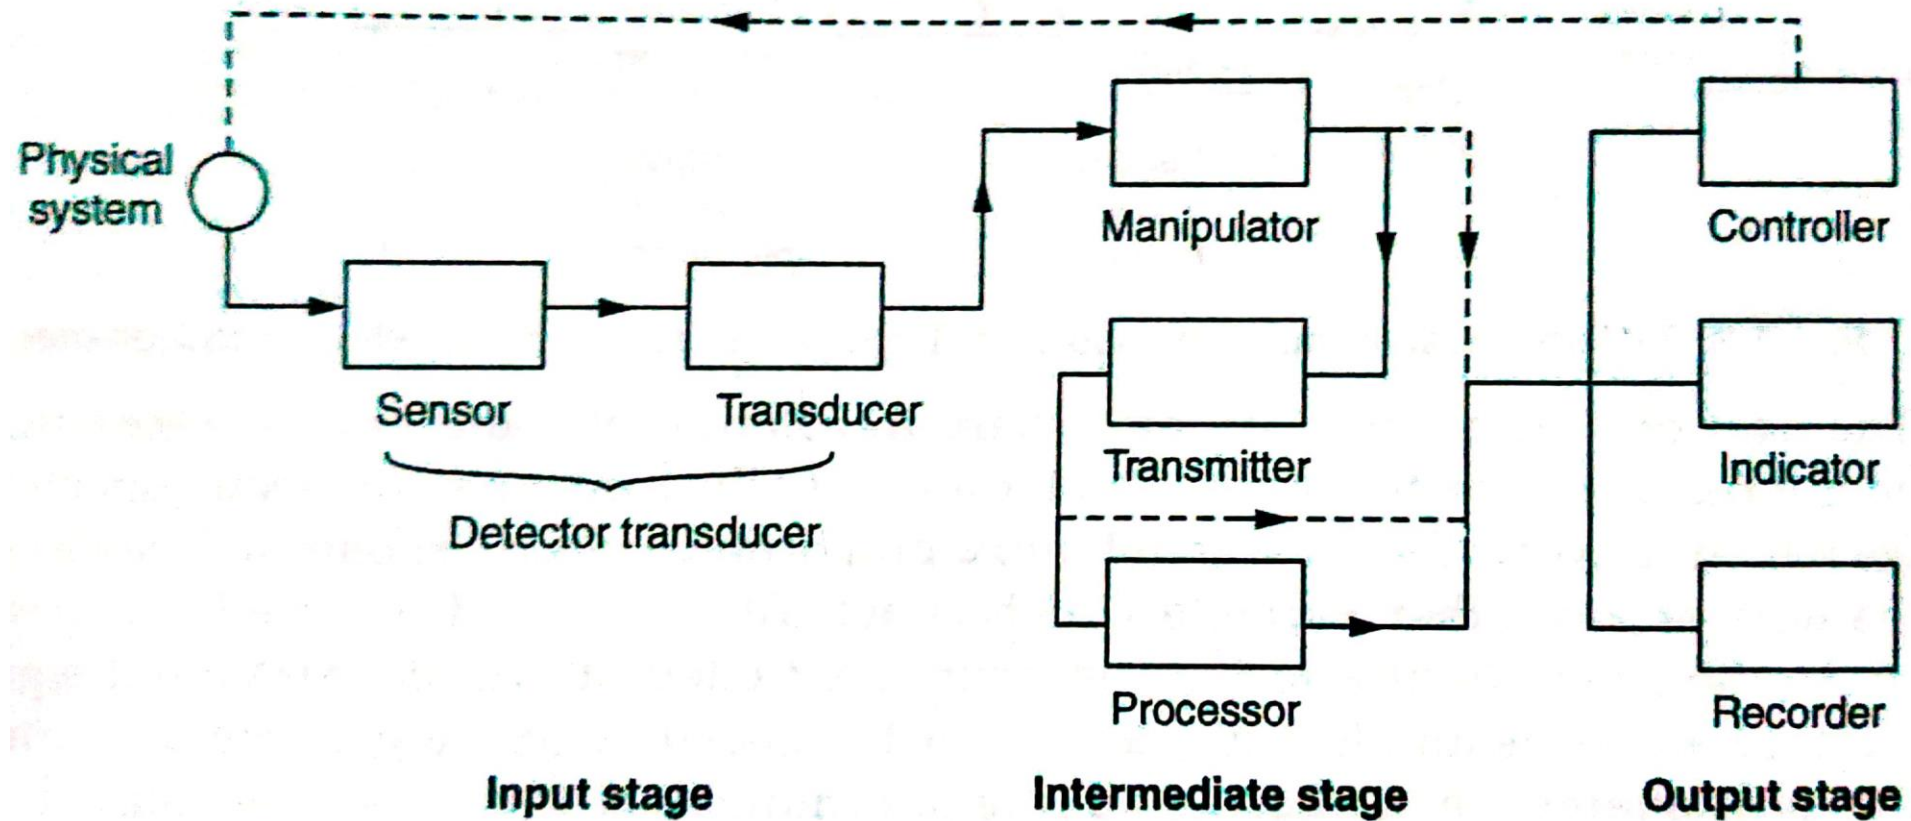 Physical
system
Manipulator
Controller
Sensor
Transducer
Transmitter
Indicator
Detector transducer
Processor
Recorder
Input stage
Intermediate stage
Output stage